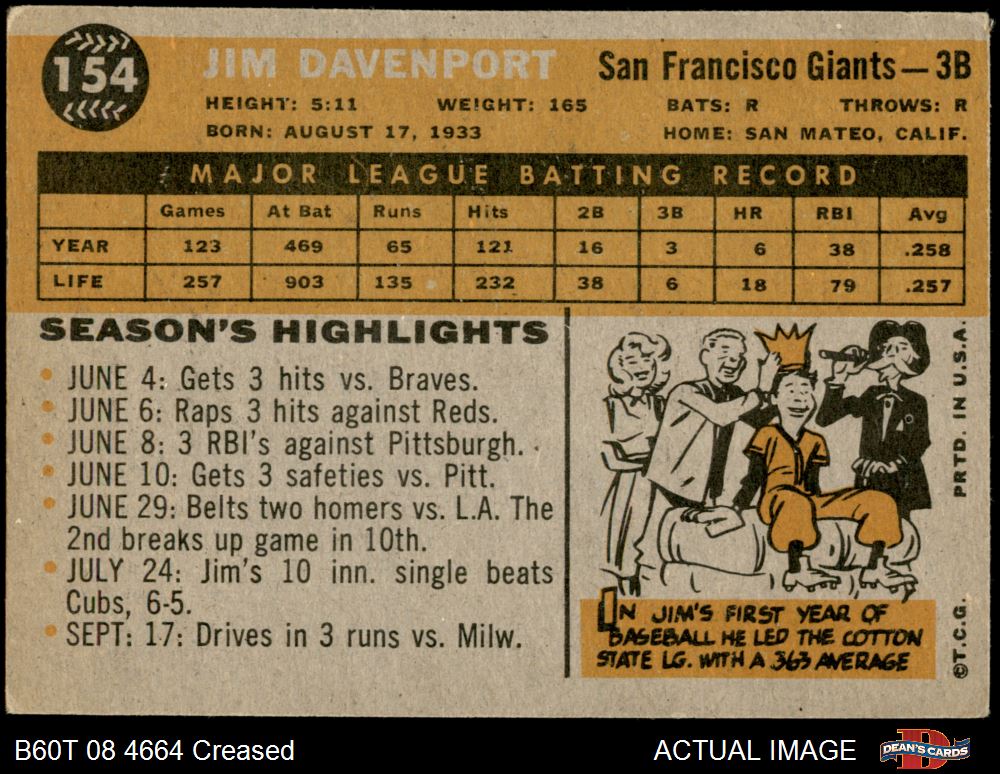 154
JIM DAVENPORT San Francisco Giants—3B
HEIGHT: 5:11 WEIGHT: 165 BATS: R THROWS: R
BORN: AUGUST 17, 1933 HOME: SAN MATEO, CALIF.
MAJOR LEAGUE BATTING RECORD
Games At Bat Runs Hits 2B 3B HR RBI Avg
YEAR 123 469 65 121 16 3 6 38 .258
LIFE 257 903 135 232 38 6 18 79 .257
SEASON'S HIGHLIGHTS
• JUNE 4: Gets 3 hits vs. Braves.
• JUNE 6: Raps 3 hits against Reds.
• JUNE 8: 3 RBI's against Pittsburgh.
• JUNE 10: Gets 3 safeties vs. Pitt.
• JUNE 29: Belts two homers vs. L.A. The
2nd breaks up game in 10th.
• JULY 24: Jim's 10 inn. single beats
Cubs, 6-5.
• SEPT: 17: Drives in 3 runs vs. Milw.
IN JIM'S FIRST YEAR OF
BASEBALL HE LED THE COTTON
STATE LG. WITH A .363 AVERAGE
©T.C.G. PRTD. IN U.S.A.
B60T 08 4664 Creased ACTUAL IMAGE DEAN'S CARDS